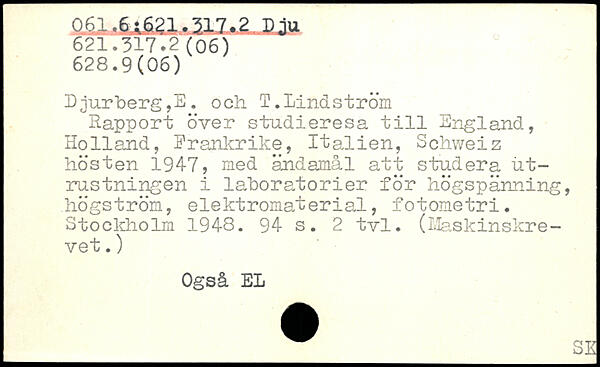 061.6:621.317.2 Dju
621.317.2(06)
628.9(06)
Djurberg,E. och T.Lindström
Rapport över studieresa till England,
Holland, Frankrike, Italien, Schweiz
hösten 1947, med ändamål att studera ut-
rustningen i laboratorier för högspänning,
högström, elektromaterial, fotometri.
Stockholm 1948. 94 s. 2 tvl. (Maskinskre-
vet.)
Også EL
SK